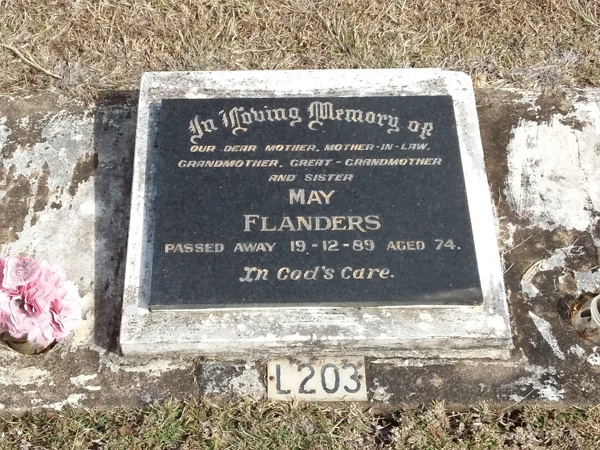 In Loving Memory of
OUR DEAR MOTHER, MOTHER-IN-LAW,
GRANDMOTHER, GREAT-GRANDMOTHER
AND SISTER
MAY
FLANDERS
PASSED AWAY 19-12-89 AGED 74.
In God's Care.
L203